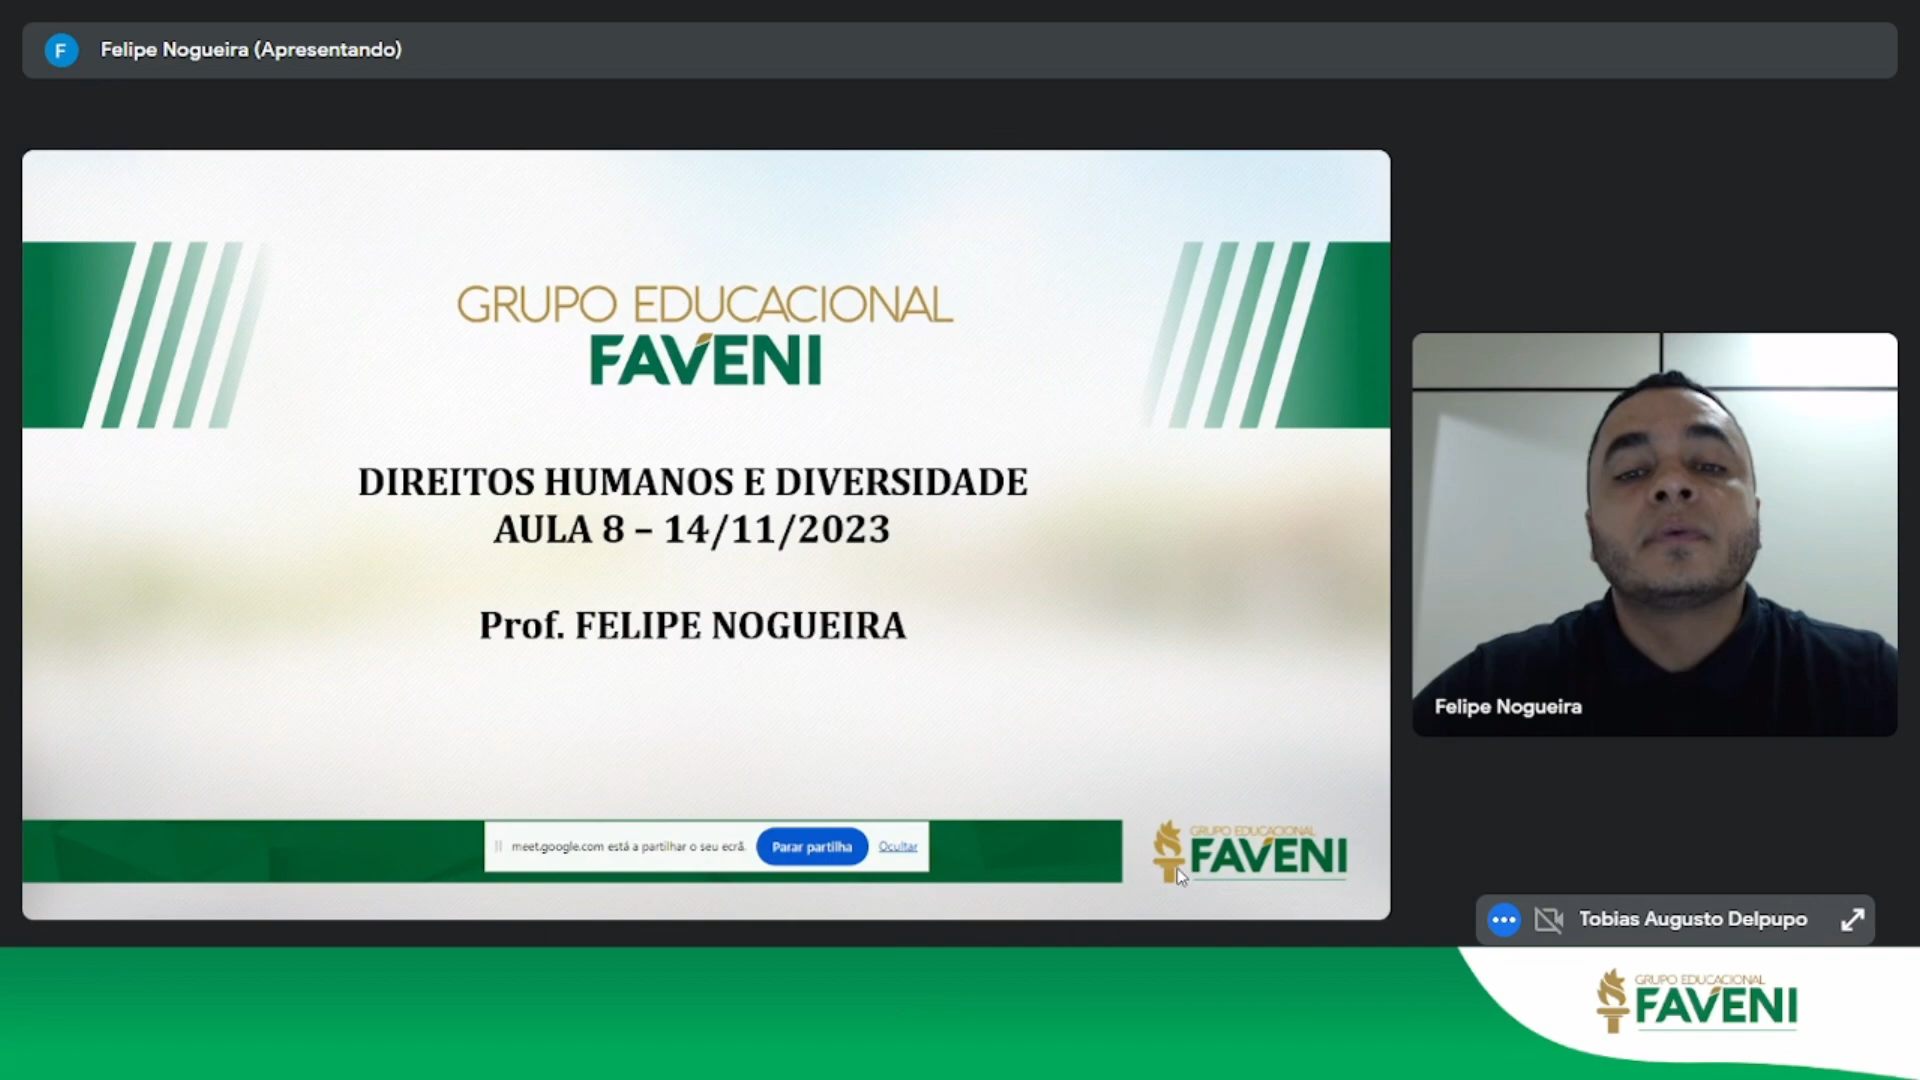 F
Felipe Nogueira (Apresentando)
GRUPO EDUCACIONAL
FAVENI
DIREITOS HUMANOS E DIVERSIDADE
AULA 8 – 14/11/2023
Prof. FELIPE NOGUEIRA
Felipe Nogueira
meet.google.com está a partilhar o seu ecrã. Parar partilha Ocultar
GRUPO EDUCACIONAL
FAVENI
Tobias Augusto Delpupo
GRUPO EDUCACIONAL
FAVENI